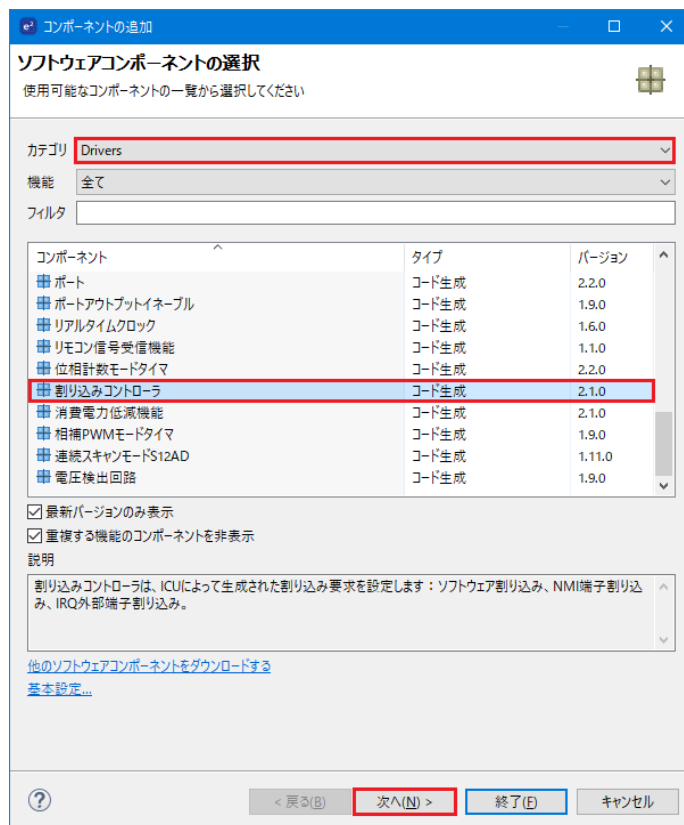 e² コンポーネントの追加
ソフトウェアコンポーネントの選択
使用可能なコンポーネントの一覧から選択してください
カテゴリ Drivers
機能 全て
フィルタ
コンポーネント タイプ バージョン
ポート コード生成 2.2.0
ポートアウトプットイネーブル コード生成 1.9.0
リアルタイムクロック コード生成 1.6.0
リモコン信号受信機能 コード生成 1.1.0
位相計数モードタイマ コード生成 2.2.0
割り込みコントローラ コード生成 2.1.0
消費電力低減機能 コード生成 2.1.0
相補PWMモードタイマ コード生成 1.9.0
連続スキャンモードS12AD コード生成 1.11.0
電圧検出回路 コード生成 1.9.0
最新バージョンのみ表示
重複する機能のコンポーネントを非表示
説明
割り込みコントローラは、ICUによって生成された割り込み要求を設定します：ソフトウェア割り込み、NMI端子割り込
み、IRQ外部端子割り込み。
他のソフトウェアコンポーネントをダウンロードする
基本設定...
? < 戻る(B) 次へ(N) > 終了(F) キャンセル